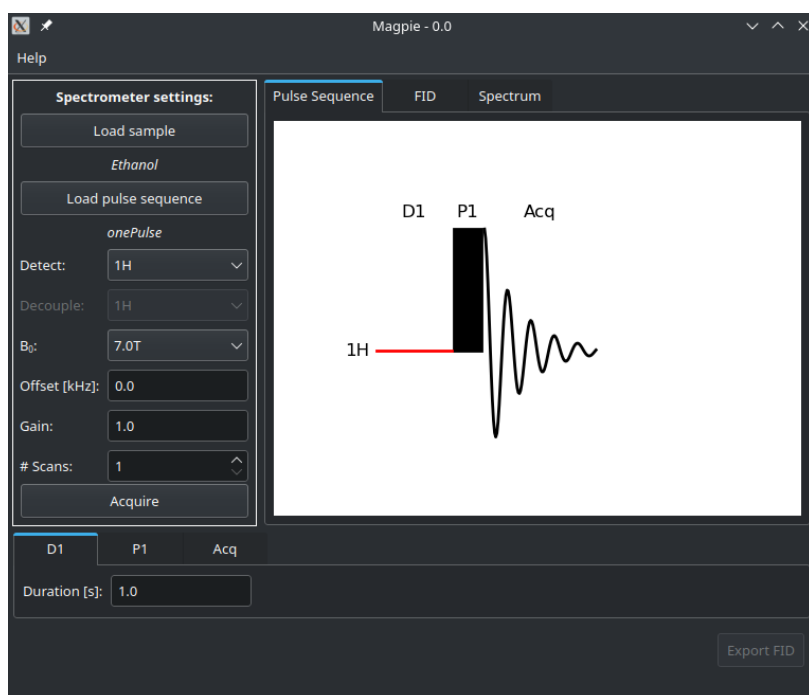 Magpie - 0.0
Help
Spectrometer settings:
Load sample
Ethanol
Load pulse sequence
onePulse
Detect: 1H
Decouple: 1H
B₀: 7.0T
Offset [kHz]: 0.0
Gain: 1.0
# Scans: 1
Acquire
Pulse Sequence FID Spectrum
D1 P1 Acq
1H
D1 P1 Acq
Duration [s]: 1.0
Export FID